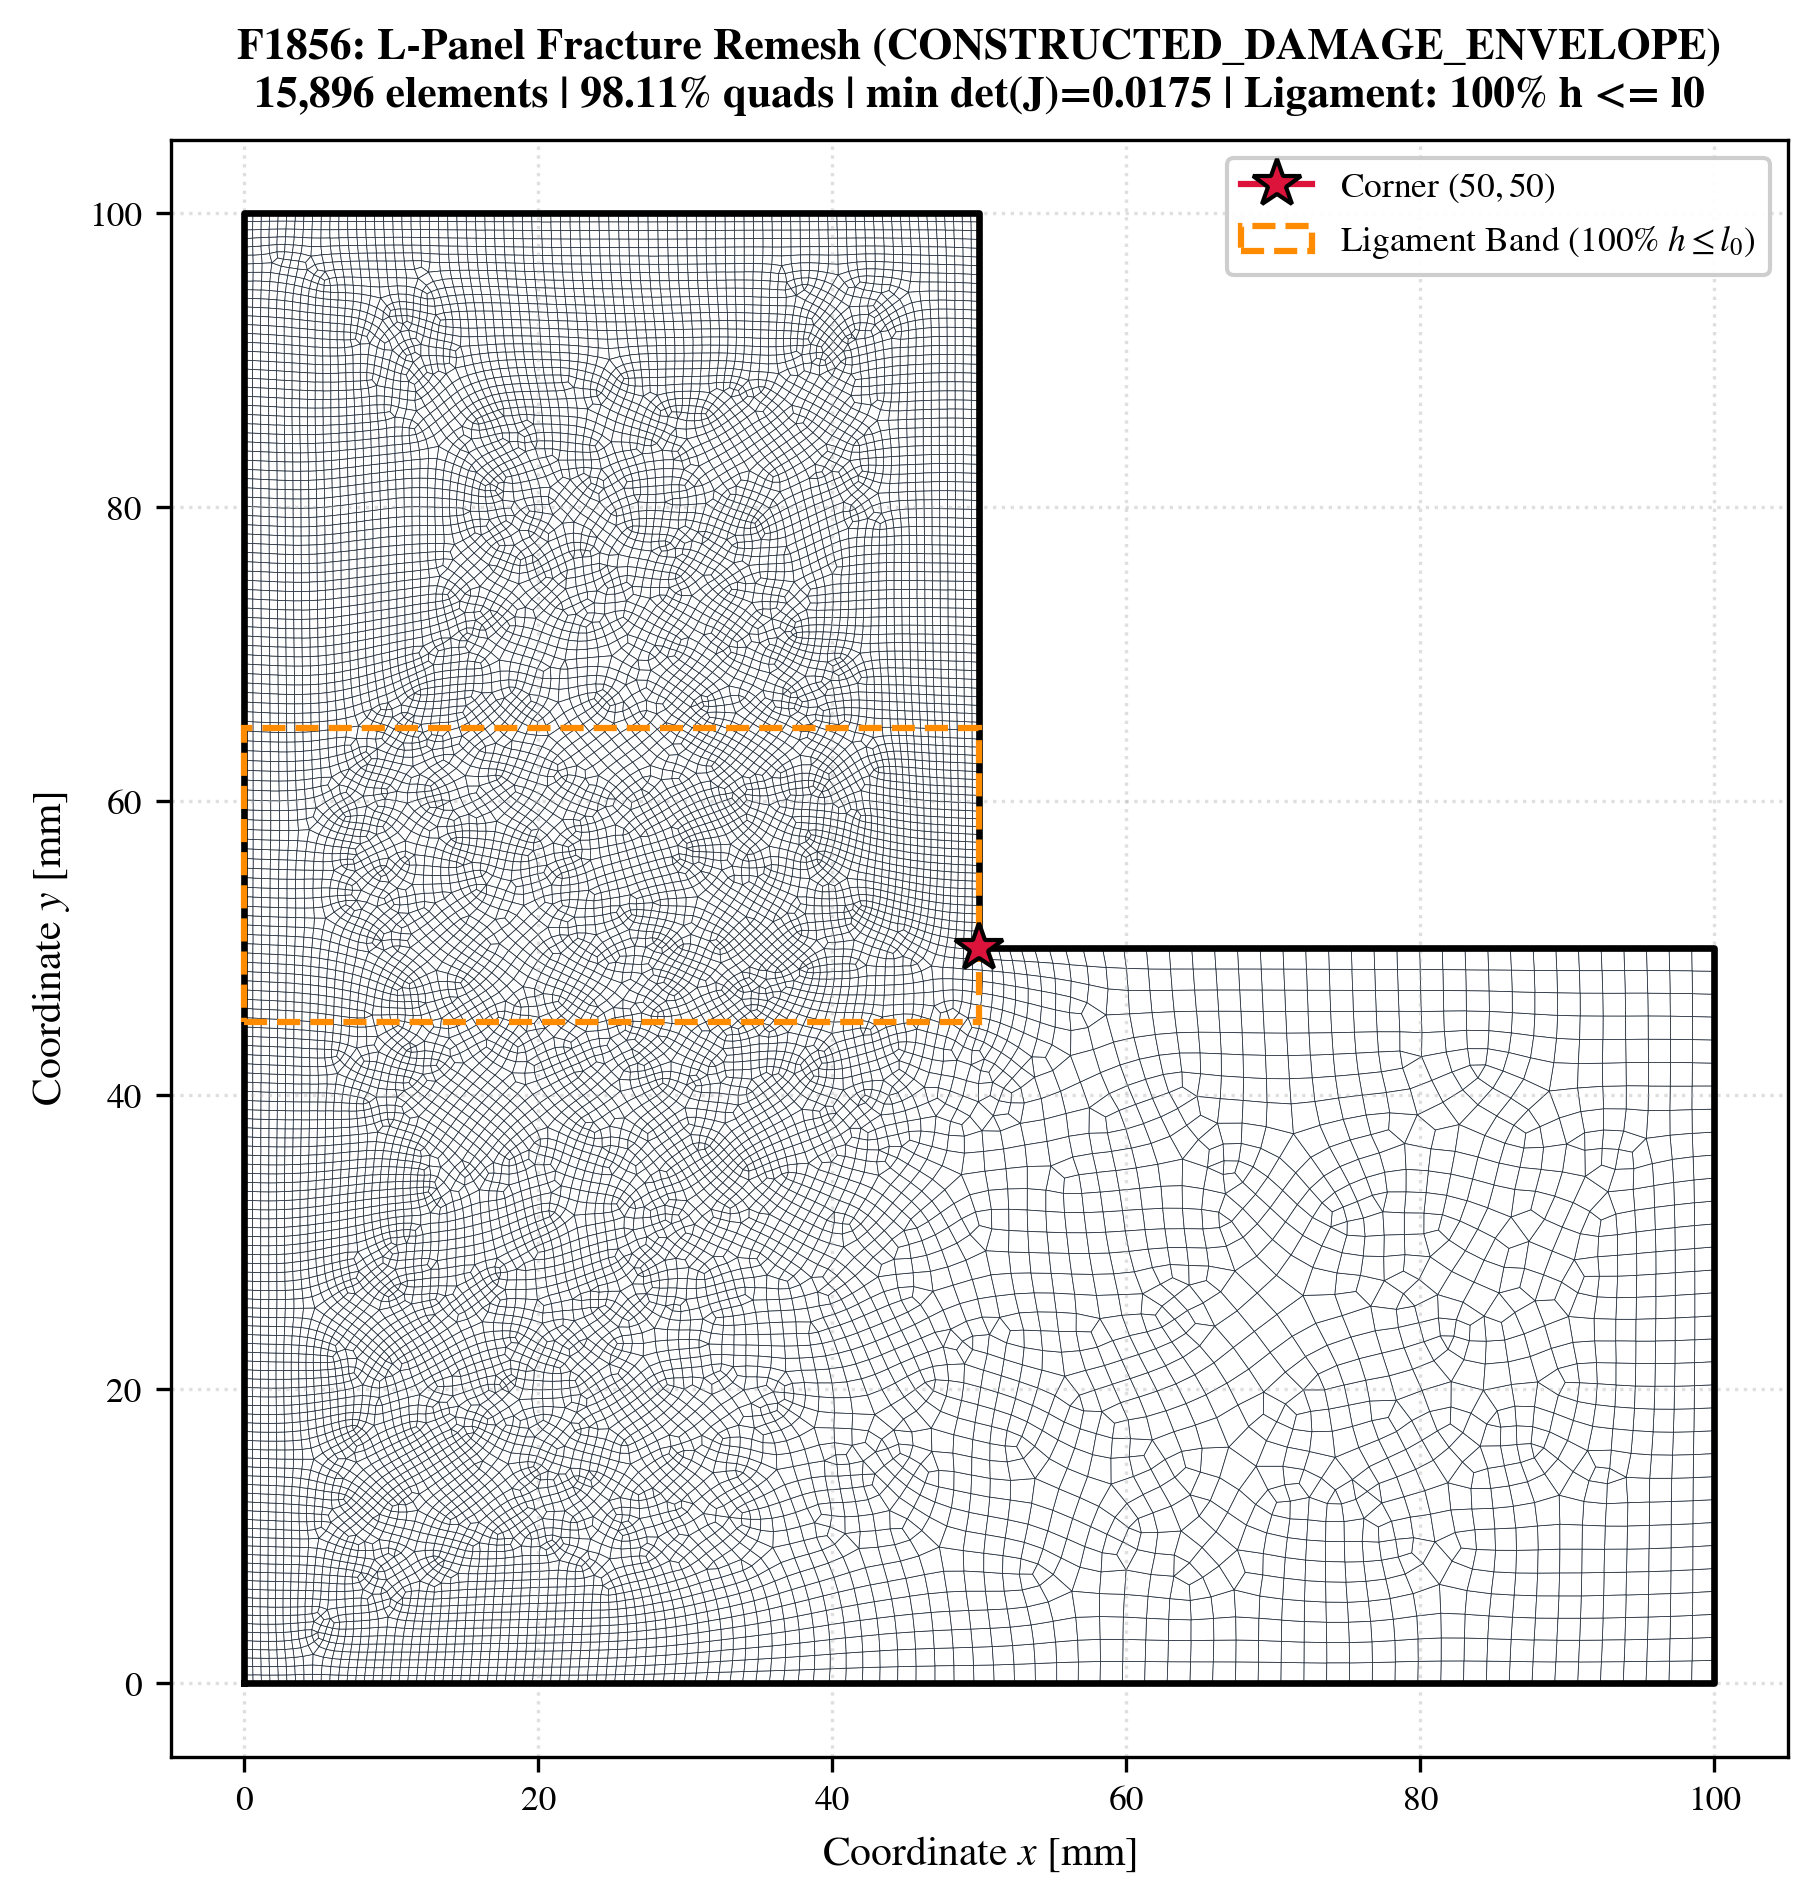 F1856: L-Panel Fracture Remesh (CONSTRUCTED_DAMAGE_ENVELOPE)
15,896 elements | 98.11% quads | min det(J)=0.0175 | Ligament: 100% h <= l0
Corner (50, 50)
Ligament Band (100% h ≤ l₀)
100
80
60
40
20
0
Coordinate y [mm]
0 20 40 60 80 100
Coordinate x [mm]